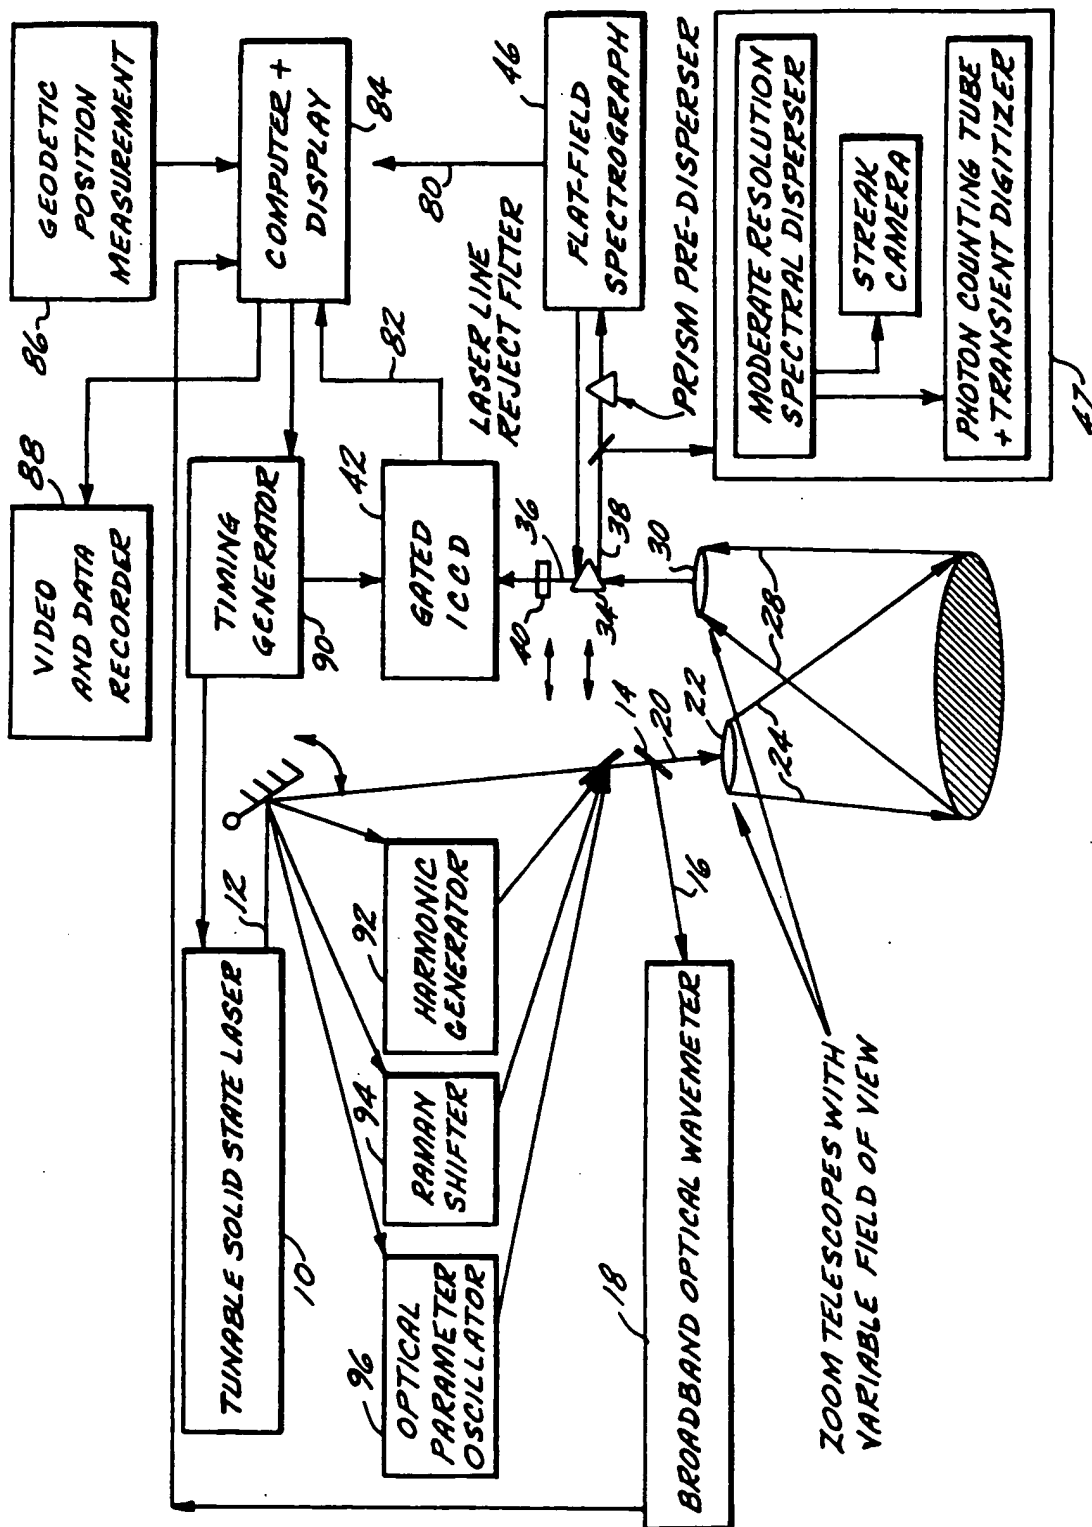 GEODETIC
POSITION
MEASUREMENT
86
COMPUTER +
DISPLAY
84
VIDEO
AND DATA
RECORDER
88
TIMING
GENERATOR
90
GATED
ICCD
42
82
80
FLAT-FIELD
SPECTROGRAPH
46
LASER LINE
REJECT FILTER
PRISM PRE-DISPERSER
36
38
40
34
30
28
MODERATE RESOLUTION
SPECTRAL DISPERSER
STREAK
CAMERA
PHOTON COUNTING TUBE
+TRANSIENT DIGITIZER
47
TUNABLE SOLID STATE LASER
10
12
HARMONIC
GENERATOR
92
RAMAN
SHIFTER
94
OPTICAL
PARAMETER
OSCILLATOR
96
14
20
22
24
16
BROADBAND OPTICAL WAVEMETER
18
ZOOM TELESCOPES WITH
VARIABLE FIELD OF VIEW